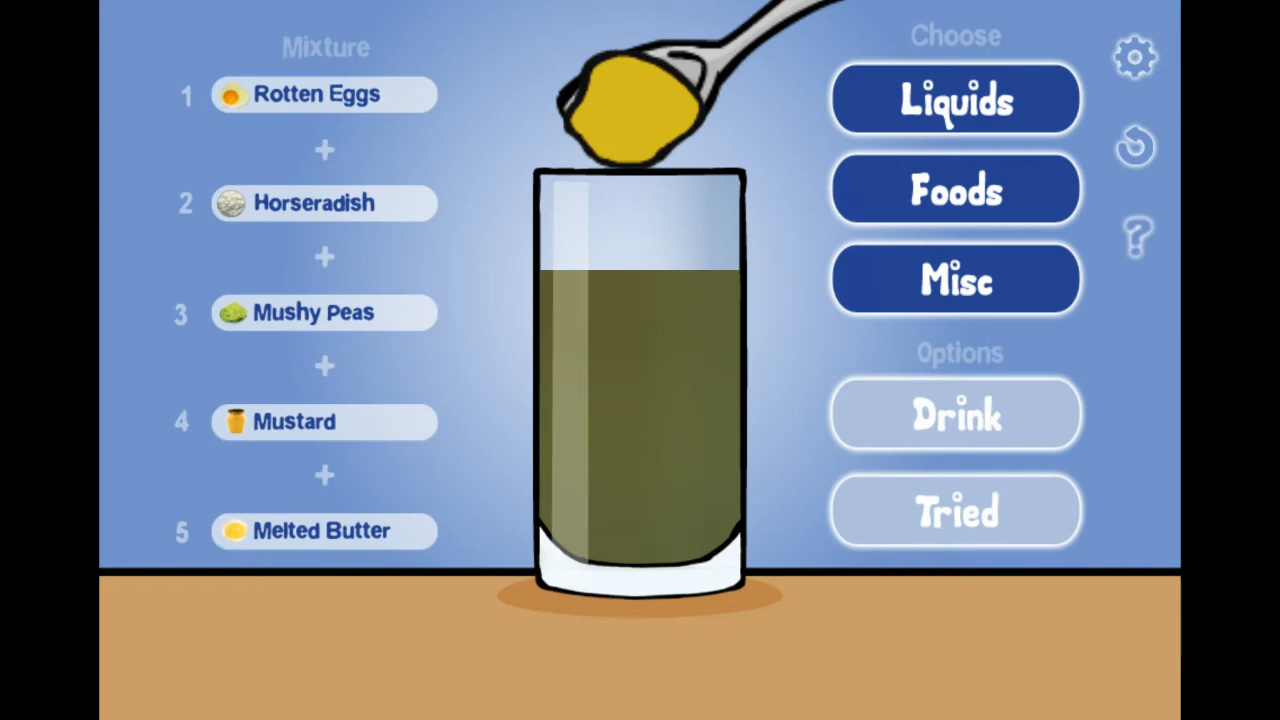 Mixture
1 Rotten Eggs
+
2 Horseradish
+
3 Mushy Peas
+
4 Mustard
+
5 Melted Butter
Choose
Liquids
Foods
Misc
Options
Drink
Tried
?